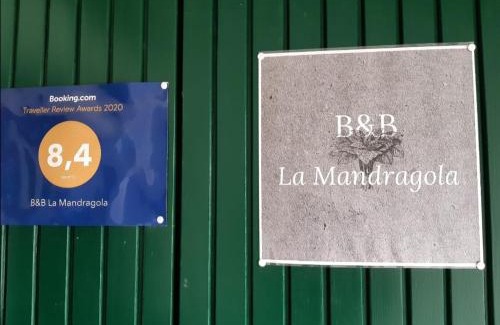 Booking.com
Traveller Review Awards 2020
8,4
B&B La Mandragola
B&B
La Mandragola